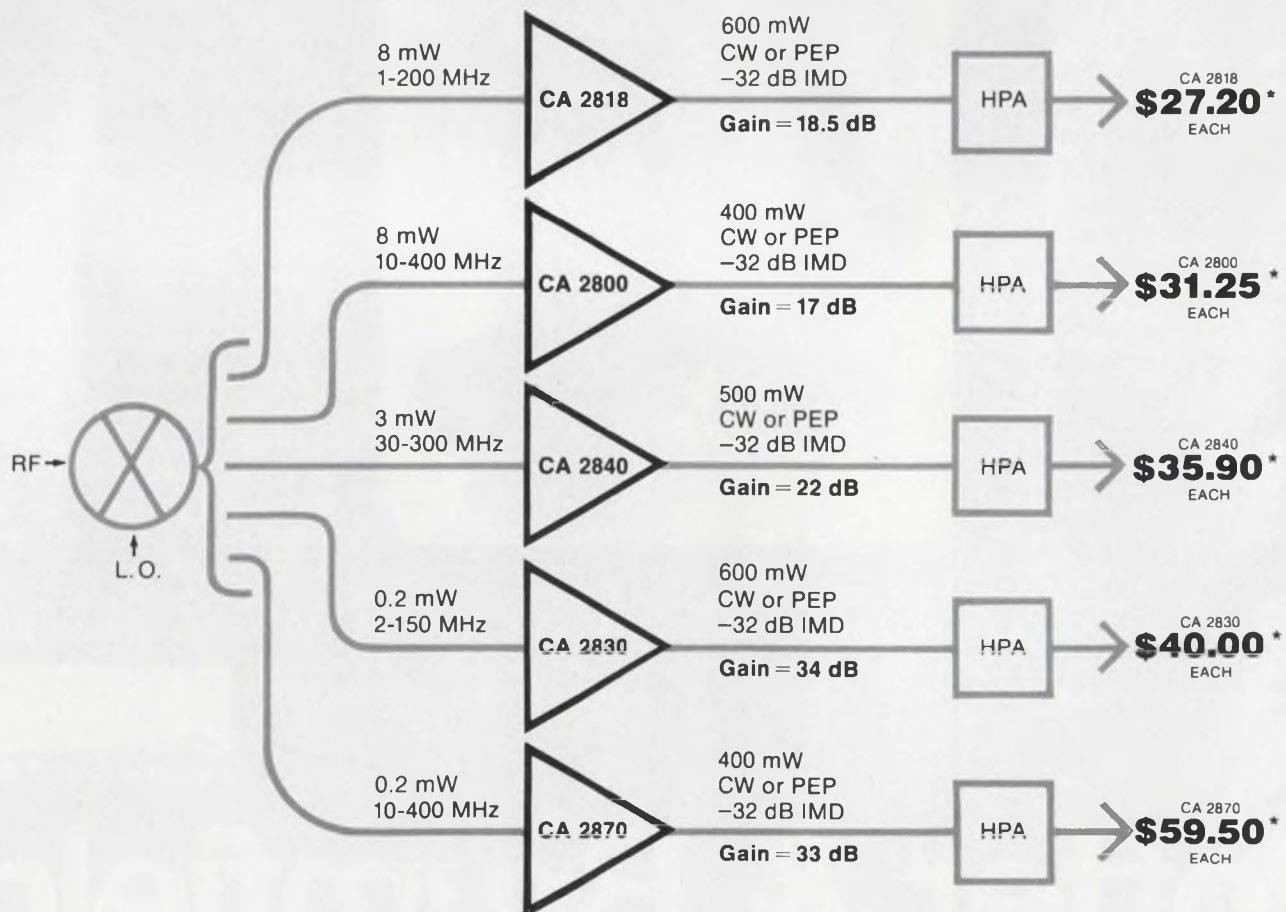 8 mW
1-200 MHz
CA 2818
600 mW
CW or PEP
–32 dB IMD
Gain = 18.5 dB
HPA
CA 2818
$27.20*
EACH
8 mW
10-400 MHz
CA 2800
400 mW
CW or PEP
–32 dB IMD
Gain = 17 dB
HPA
CA 2800
$31.25*
EACH
RF
L.O.
3 mW
30-300 MHz
CA 2840
500 mW
CW or PEP
–32 dB IMD
Gain = 22 dB
HPA
CA 2840
$35.90*
EACH
0.2 mW
2-150 MHz
CA 2830
600 mW
CW or PEP
–32 dB IMD
Gain = 34 dB
HPA
CA 2830
$40.00*
EACH
0.2 mW
10-400 MHz
CA 2870
400 mW
CW or PEP
–32 dB IMD
Gain = 33 dB
HPA
CA 2870
$59.50*
EACH